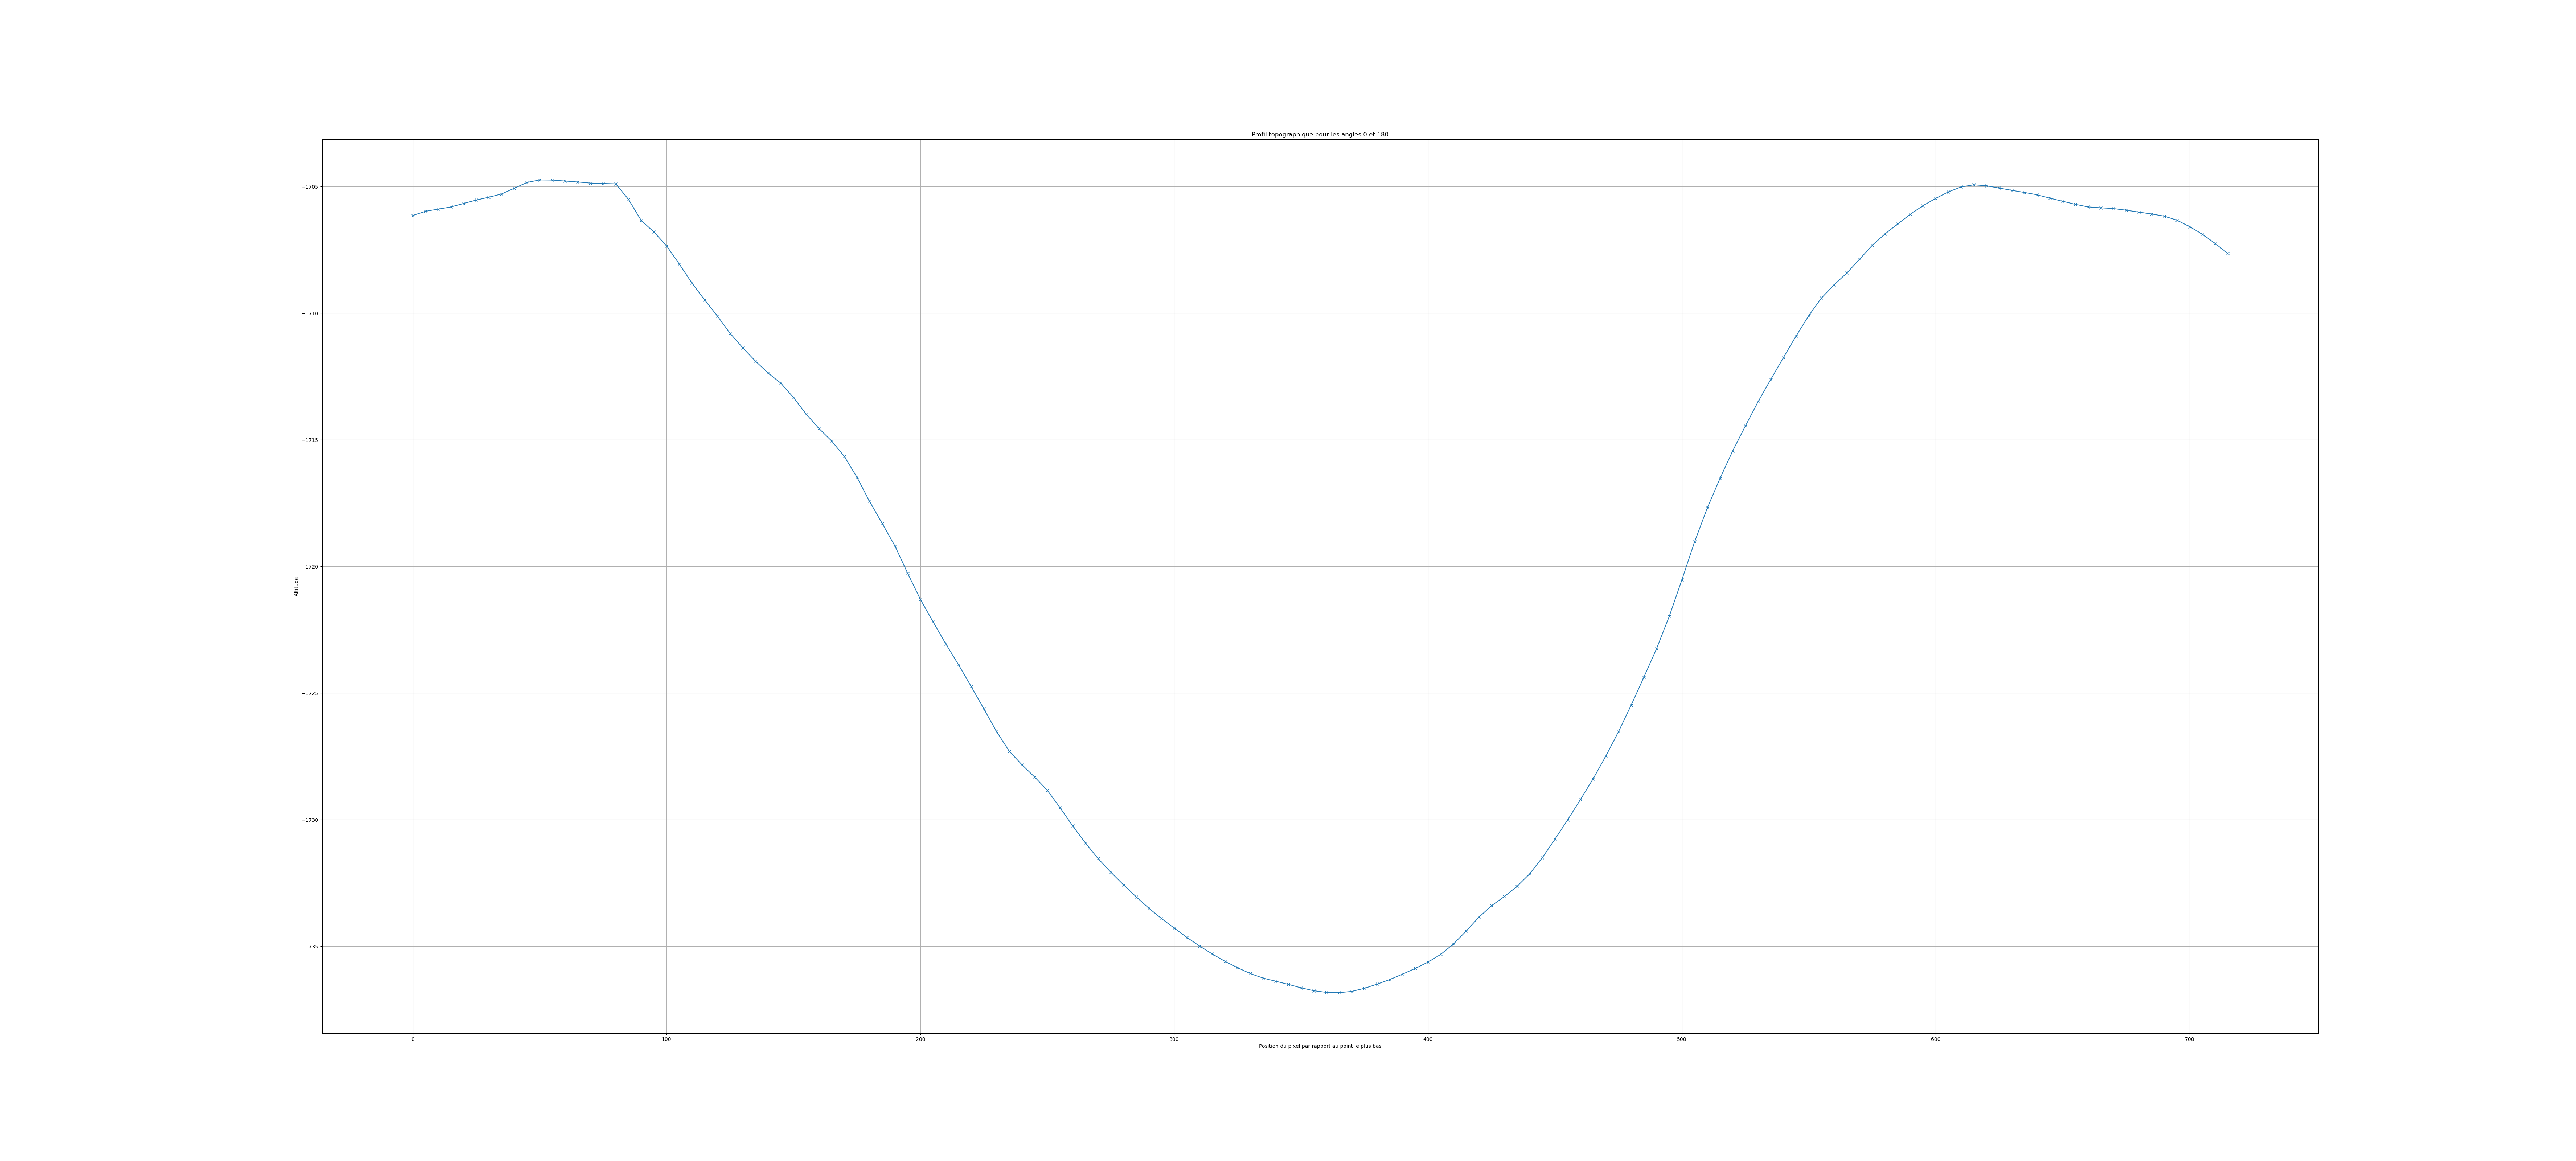 Profil topographique pour les angles 0 et 180
−1705
−1710
−1715
−1720
−1725
−1730
−1735
Altitude
0 100 200 300 400 500 600 700
Position du pixel par rapport au point le plus bas